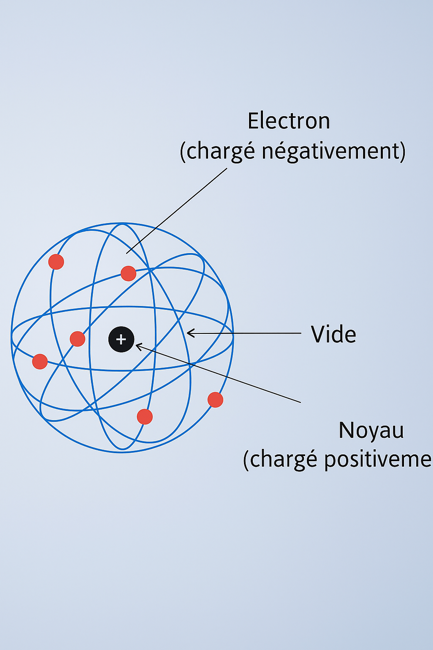 Electron
(chargé négativement)
+
Vide
Noyau
(chargé positiveme